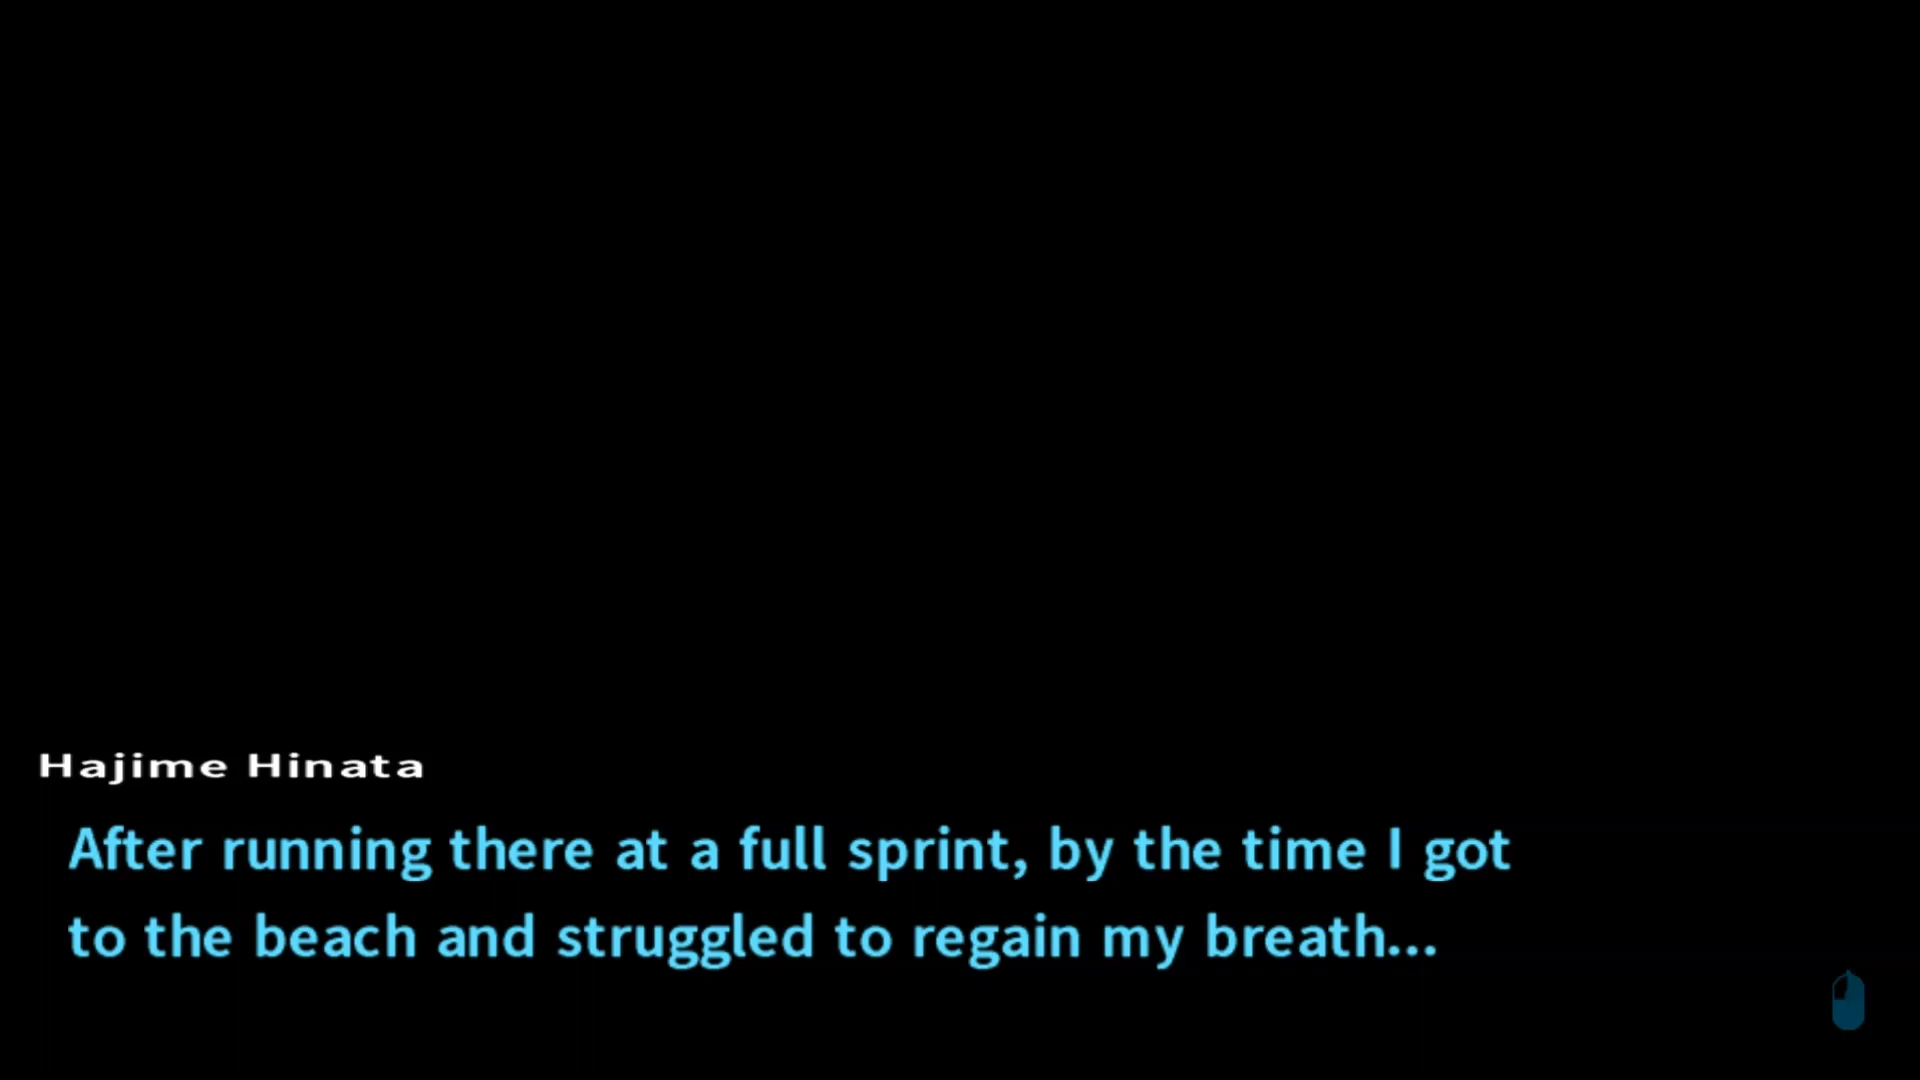 Hajime Hinata
After running there at a full sprint, by the time I got
to the beach and struggled to regain my breath...